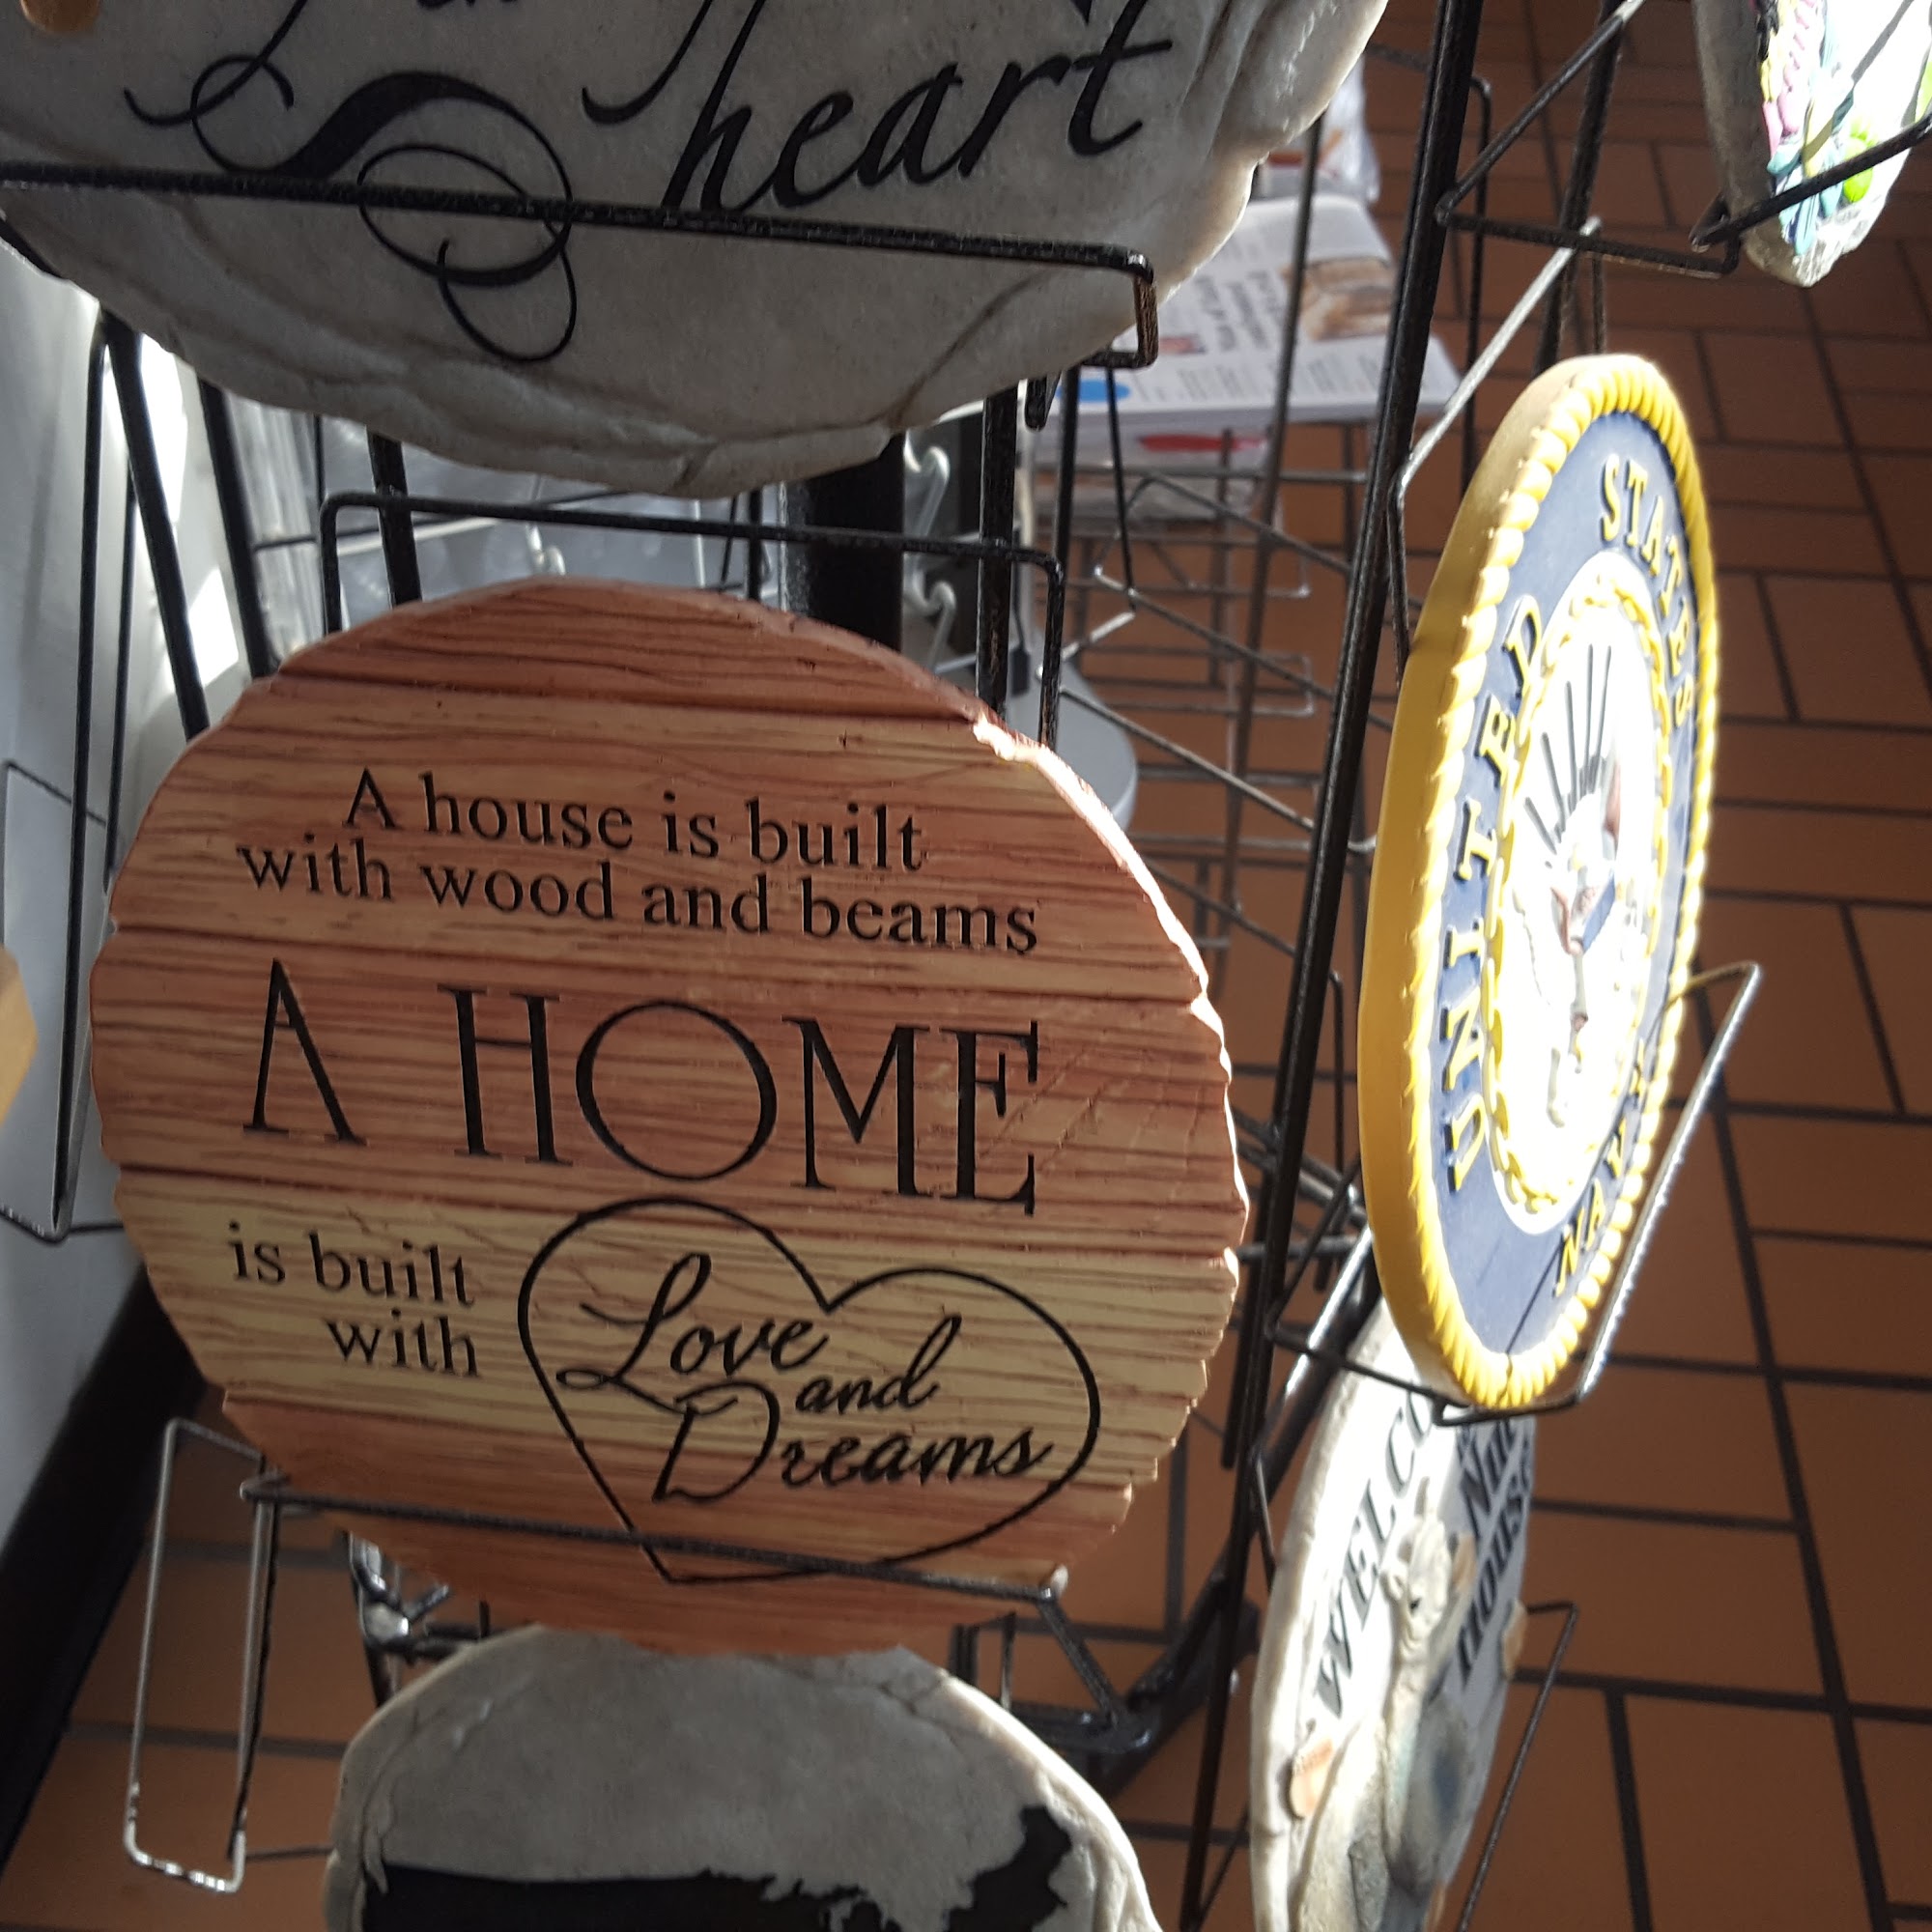 heart
A house is built
with wood and beams
A HOME
is built
with
Love
and
Dreams
UNITED STATES
NAVY